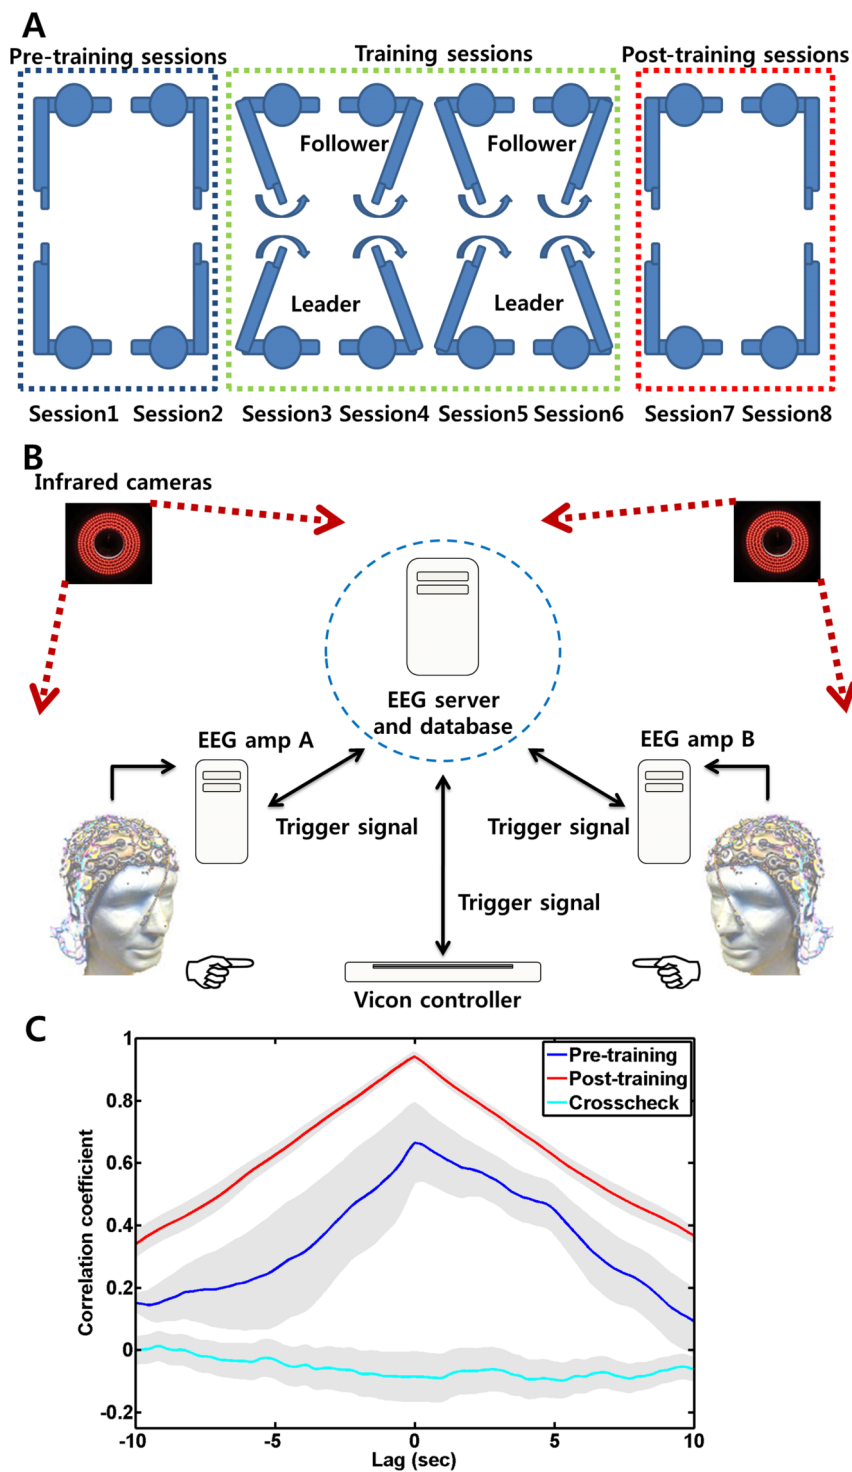 A
Pre-training sessions
Training sessions
Post-training sessions
Follower
Follower
Leader
Leader
Session1 Session2 Session3 Session4 Session5 Session6 Session7 Session8
B
Infrared cameras
EEG server
and database
EEG amp A
EEG amp B
Trigger signal
Trigger signal
Trigger signal
Vicon controller
C
Pre-training
Post-training
Crosscheck
Correlation coefficient
1
0.8
0.6
0.4
0.2
0
-0.2
-10 -5 0 5 10
Lag (sec)